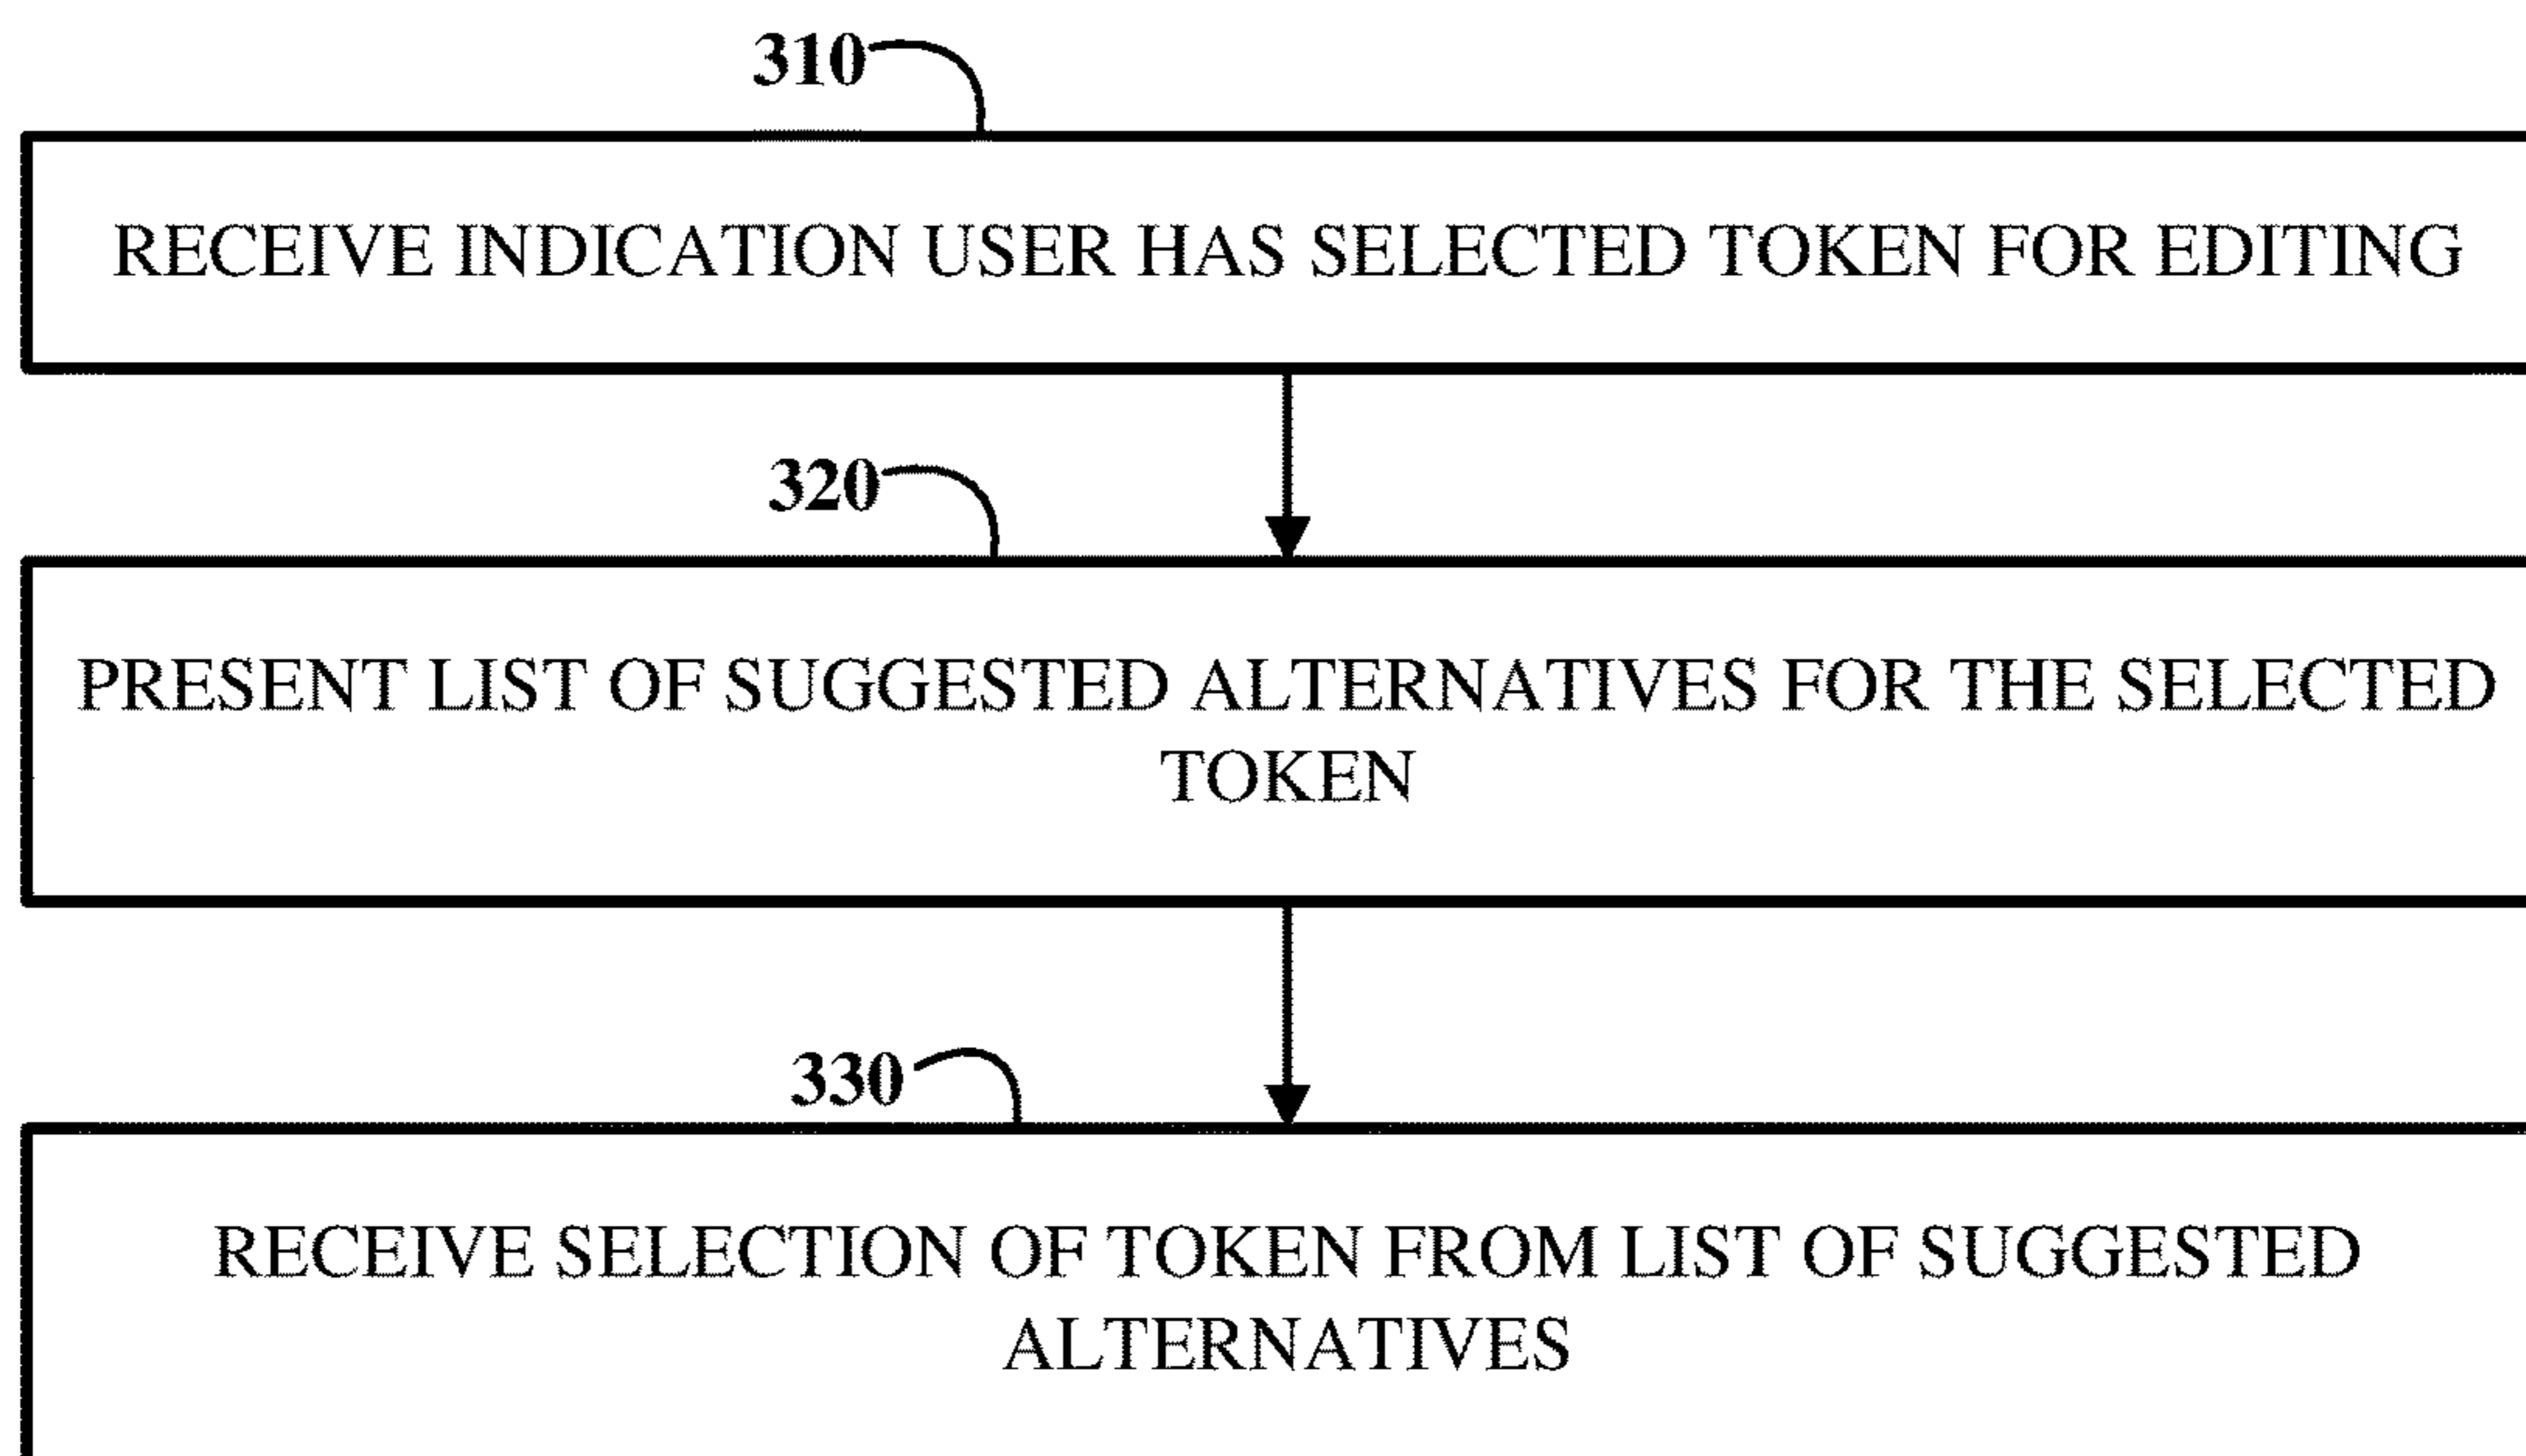 310
RECEIVE INDICATION USER HAS SELECTED TOKEN FOR EDITING
320
PRESENT LIST OF SUGGESTED ALTERNATIVES FOR THE SELECTED
TOKEN
330
RECEIVE SELECTION OF TOKEN FROM LIST OF SUGGESTED
ALTERNATIVES